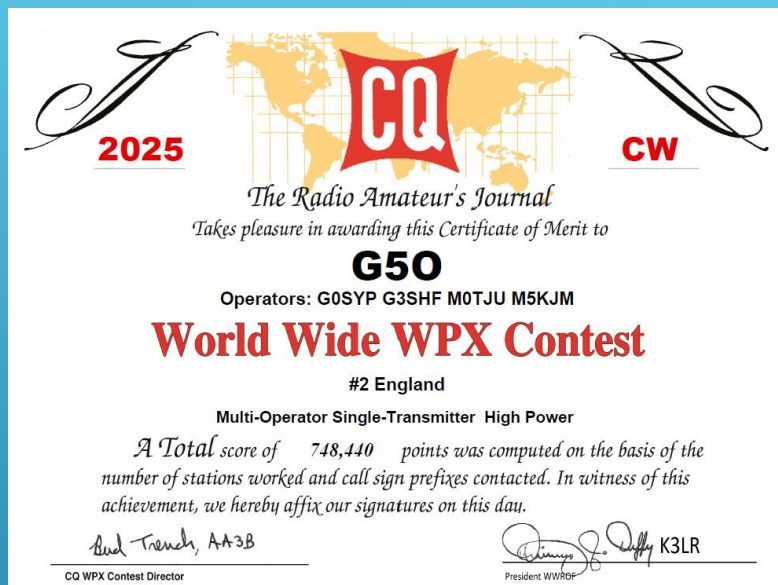 CQ
2025
CW
The Radio Amateur's Journal
Takes pleasure in awarding this Certificate of Merit to
G5O
Operators: G0SYP G3SHF M0TJU M5KJM
World Wide WPX Contest
#2 England
Multi-Operator Single-Transmitter High Power
A Total score of 748,440 points was computed on the basis of the
number of stations worked and call sign prefixes contacted. In witness of this
achievement, we hereby affix our signatures on this day.
Bud Trench, AA3B
K3LR
CQ WPX Contest Director
President WWROF